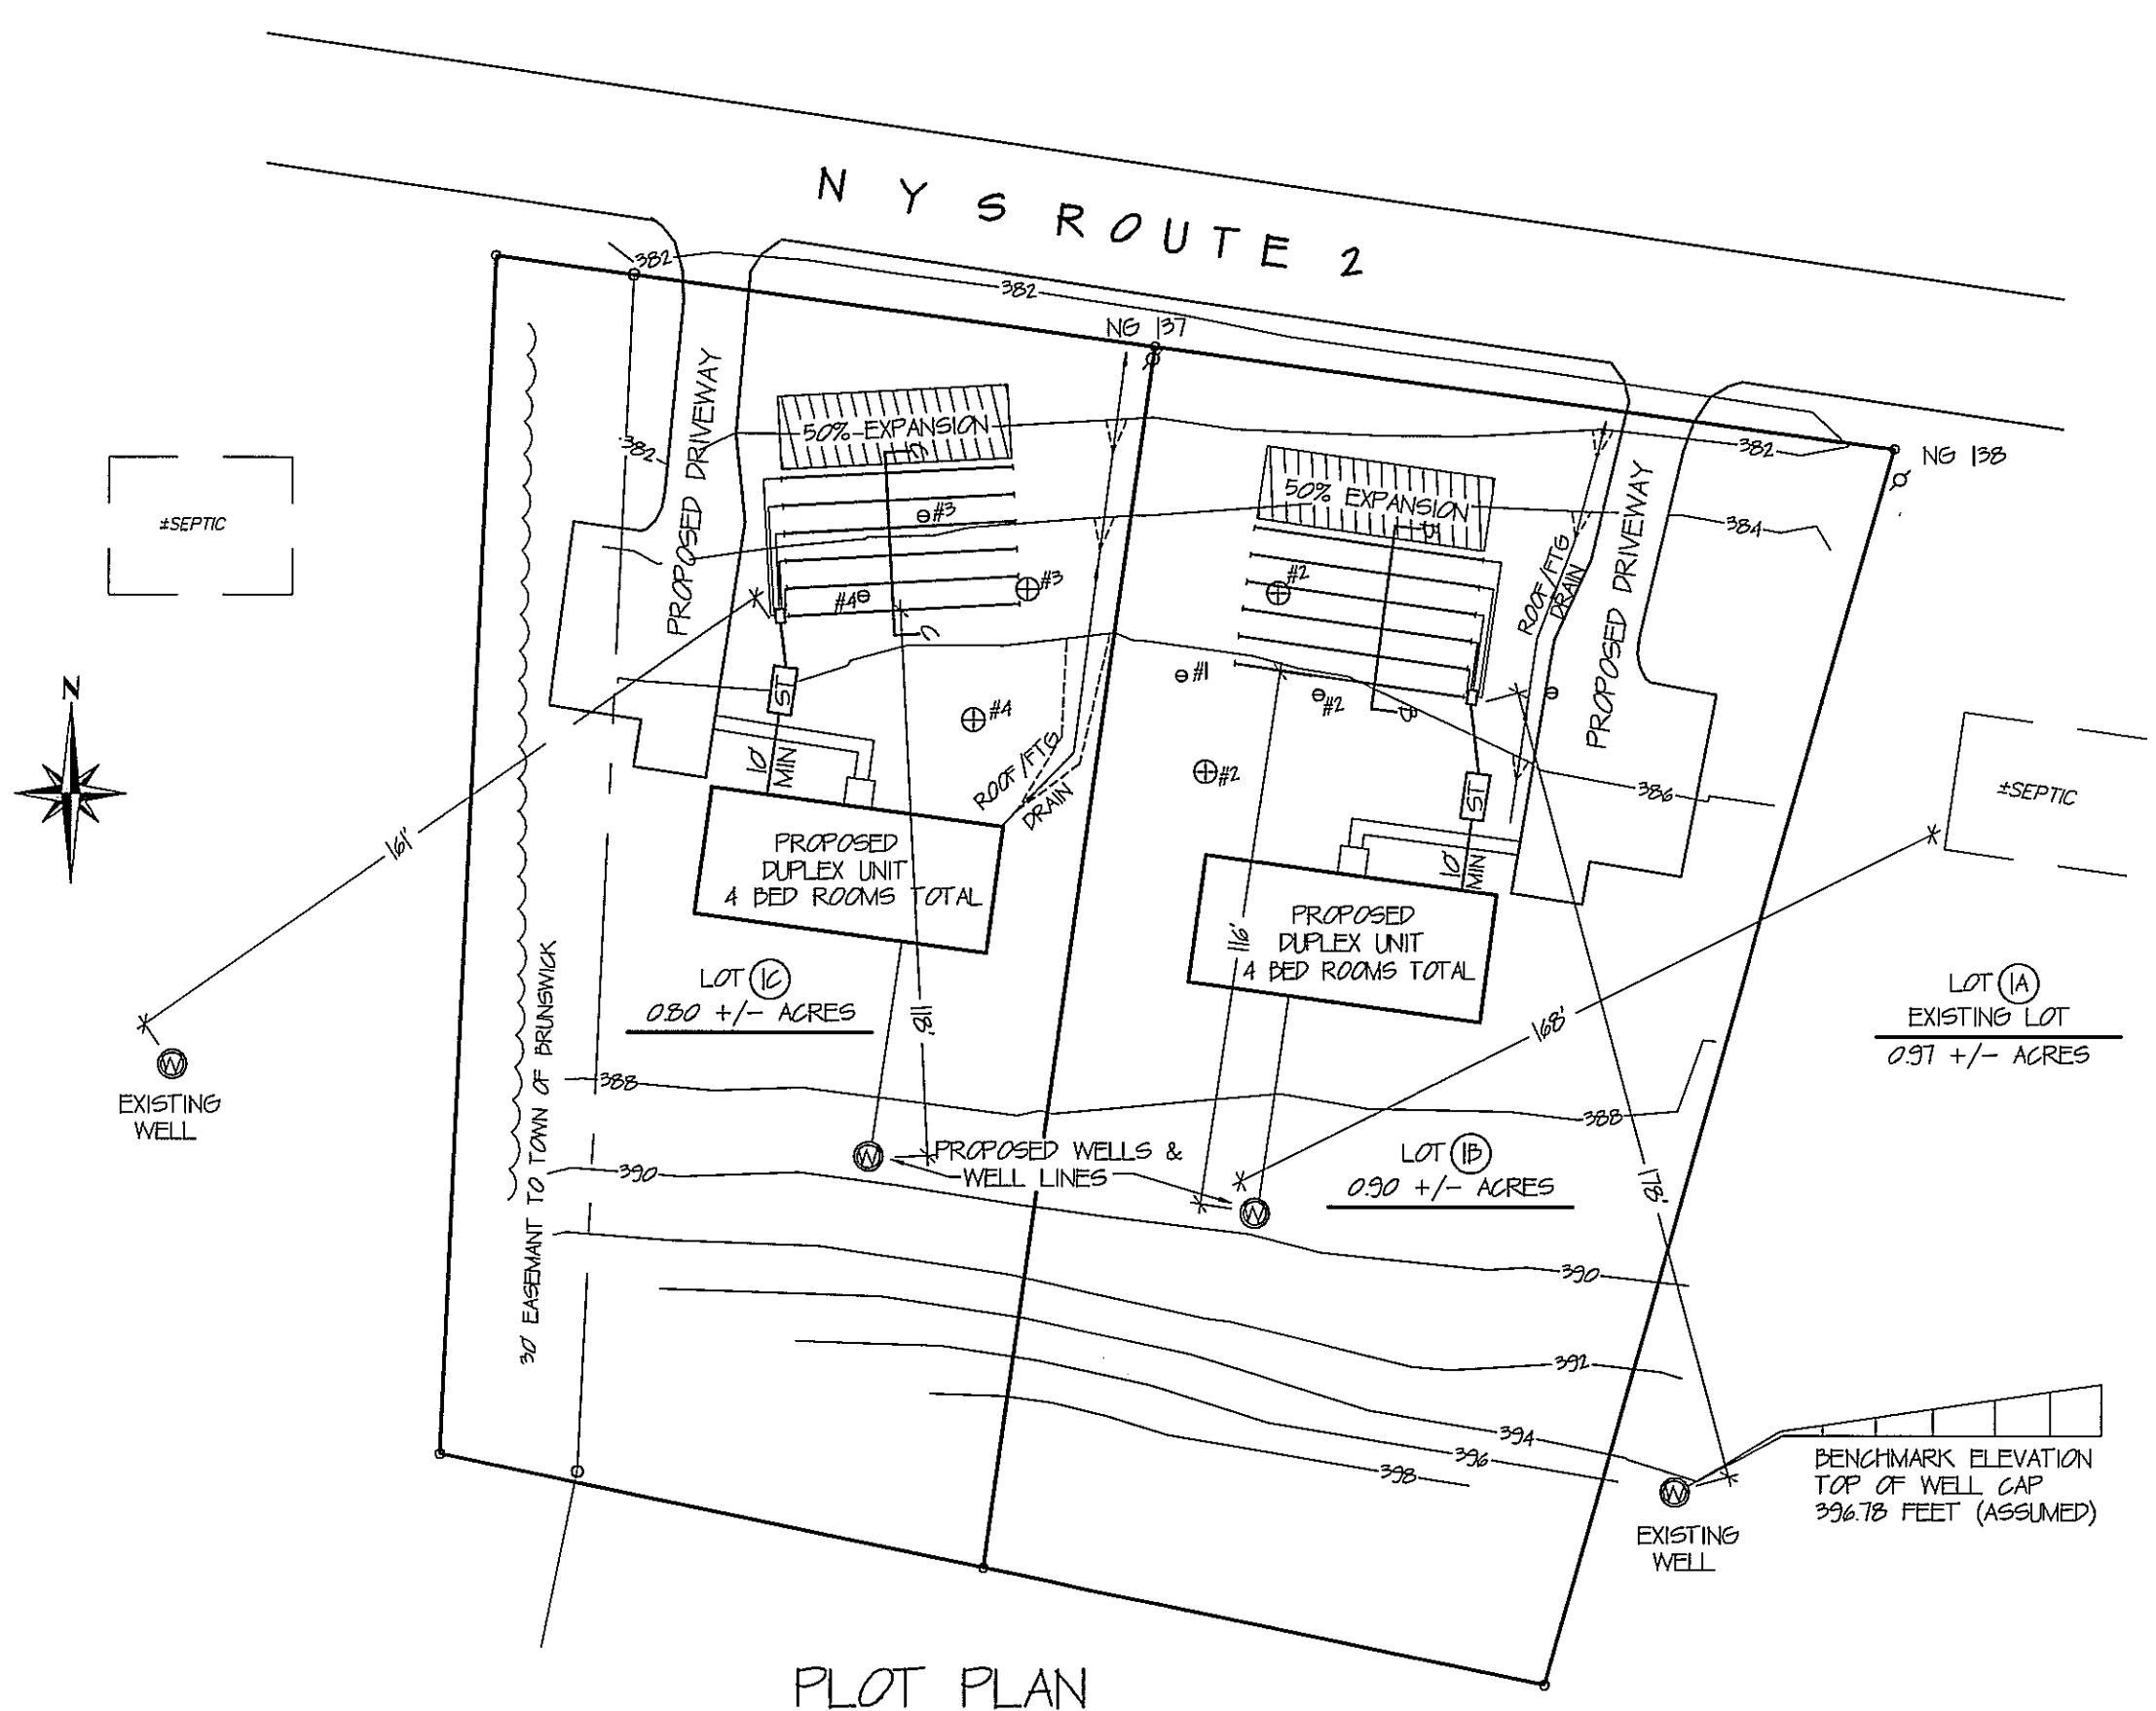 N Y S ROUTE 2
382
382
NG 137
PROPOSED DRIVEWAY
50% EXPANSION
382
382
NG 138
±SEPTIC
50% EXPANSION
#3
384
ROOF/FTG
DRAIN
PROPOSED DRIVEWAY
#3
#4
#2
N
ST
#4
#1
#2
#2
10'
MIN
ROOF/FTG
DRAIN
386
±SEPTIC
ST
10'
MIN
161'
PROPOSED
DUPLEX UNIT
4 BED ROOMS TOTAL
PROPOSED
DUPLEX UNIT
4 BED ROOMS TOTAL
116'
LOT 1C
0.80 +/- ACRES
118'
168'
LOT 1A
EXISTING LOT
0.97 +/- ACRES
W
EXISTING
WELL
388
388
30' EASEMANT TO TOWN OF BRUNSWICK
W
PROPOSED WELLS &
WELL LINES
LOT 1B
0.90 +/- ACRES
390
W
178'
390
392
394
396
398
W
EXISTING
WELL
BENCHMARK ELEVATION
TOP OF WELL CAP
396.78 FEET (ASSUMED)
PLOT PLAN